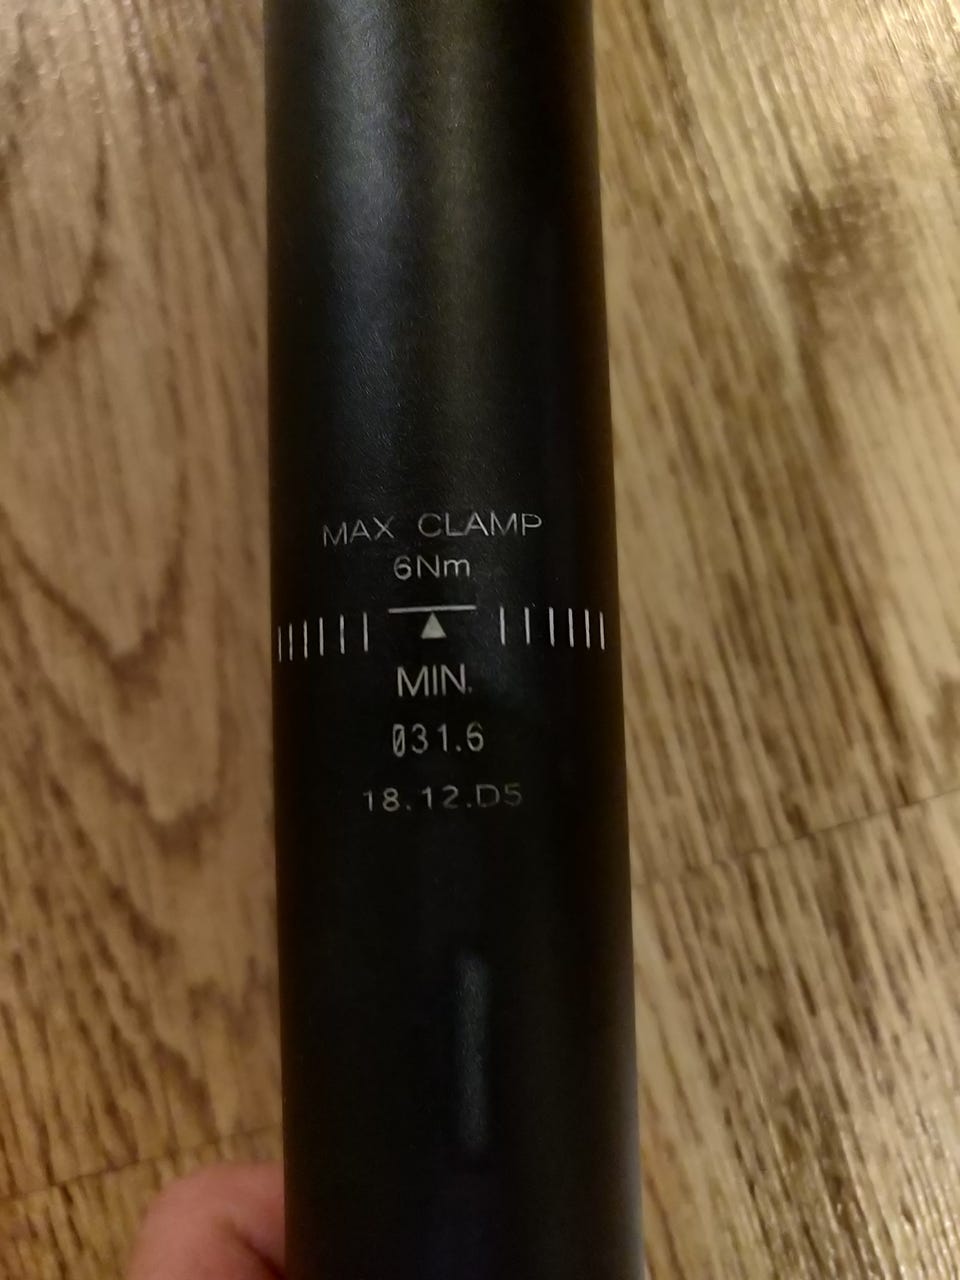 MAX CLAMP
6Nm
MIN.
Ø31.6
18.12.D5